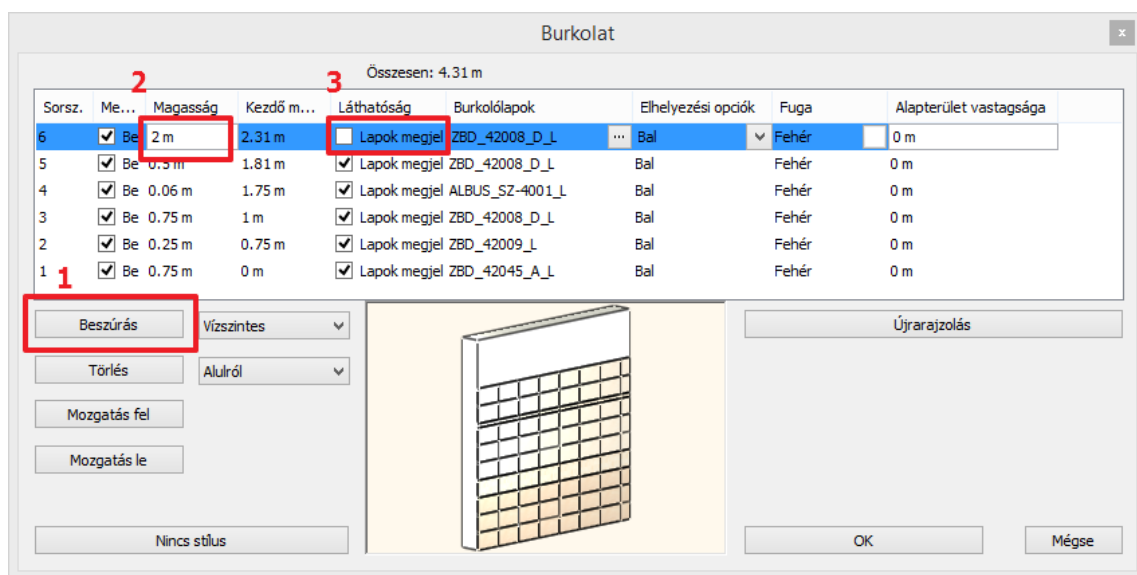 Burkolat
x
Összesen: 4.31 m
2
3
Sorsz. Me... Magasság Kezdő m... Láthatóság Burkolólapok Elhelyezési opciók Fuga Alapterület vastagsága
6 Be 2 m 2.31 m Lapok megjel ZBD_42008_D_L ... Bal Fehér 0 m
5 Be 0.5 m 1.81 m Lapok megjel ZBD_42008_D_L Bal Fehér 0 m
4 Be 0.06 m 1.75 m Lapok megjel ALBUS_SZ-4001_L Bal Fehér 0 m
3 Be 0.75 m 1 m Lapok megjel ZBD_42008_D_L Bal Fehér 0 m
2 Be 0.25 m 0.75 m Lapok megjel ZBD_42009_L Bal Fehér 0 m
1 Be 0.75 m 0 m Lapok megjel ZBD_42045_A_L Bal Fehér 0 m
1
Beszúrás Vízszintes Újrarajzolás
Törlés Alulról
Mozgatás fel
Mozgatás le
Nincs stílus OK Mégse